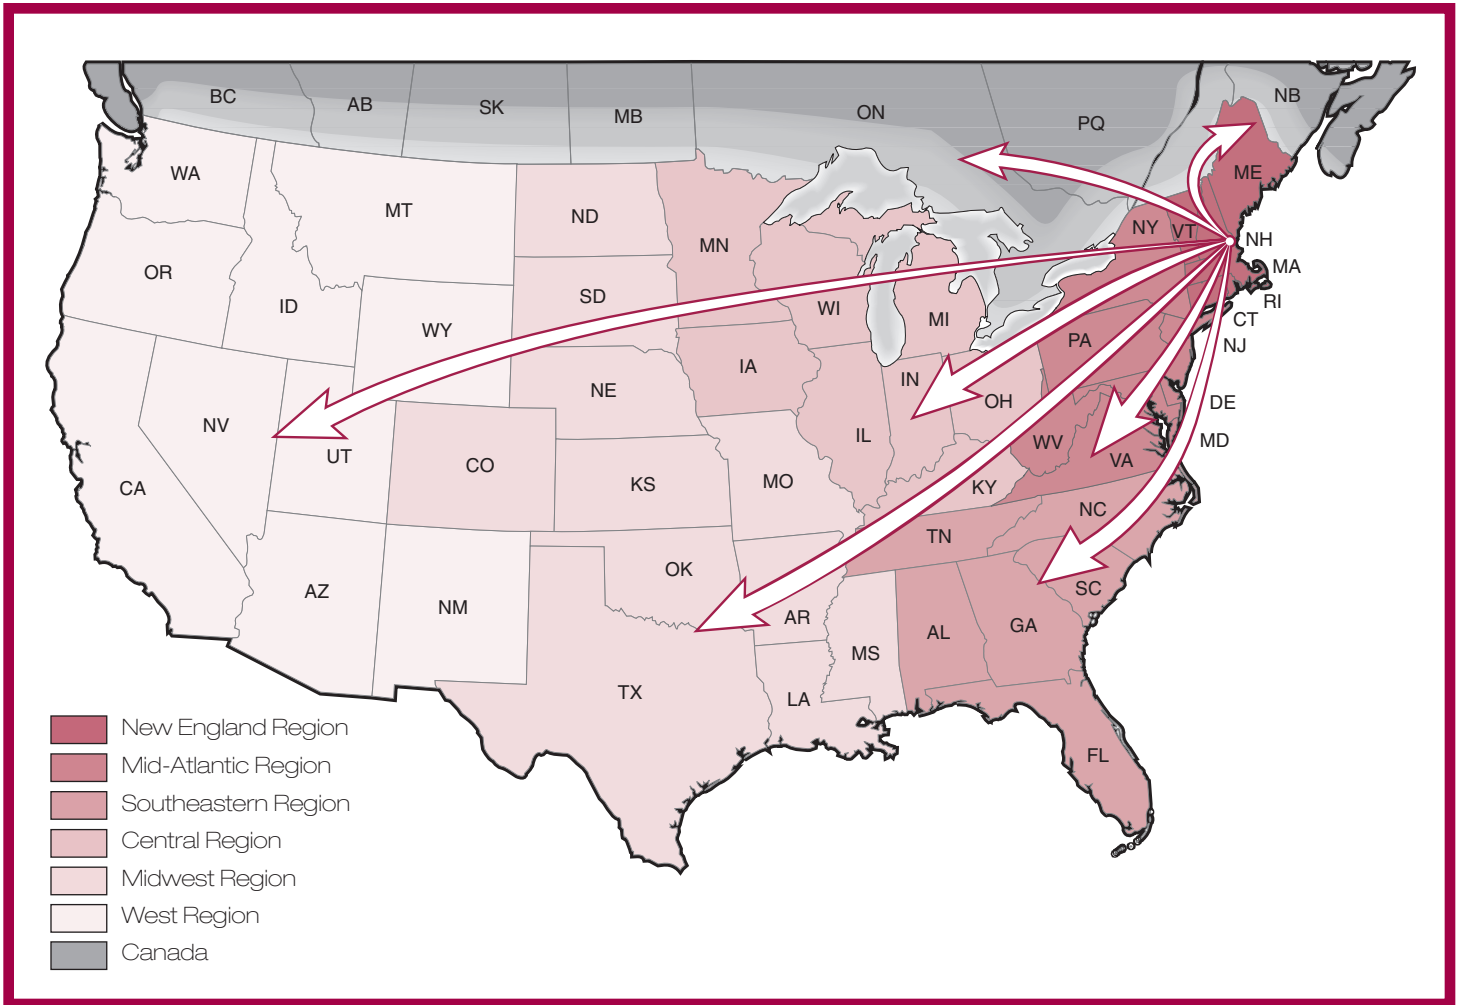 BC
AB
SK
MB
ON
PQ
NB
WA
MT
ND
MN
ME
OR
ID
WY
SD
WI
MI
NY
VT
NH
MA
RI
CT
NJ
PA
DE
MD
NV
UT
CO
NE
IA
IL
IN
OH
WV
VA
CA
KS
MO
KY
NC
TN
AZ
NM
OK
AR
SC
GA
AL
MS
TX
LA
FL
New England Region
Mid-Atlantic Region
Southeastern Region
Central Region
Midwest Region
West Region
Canada